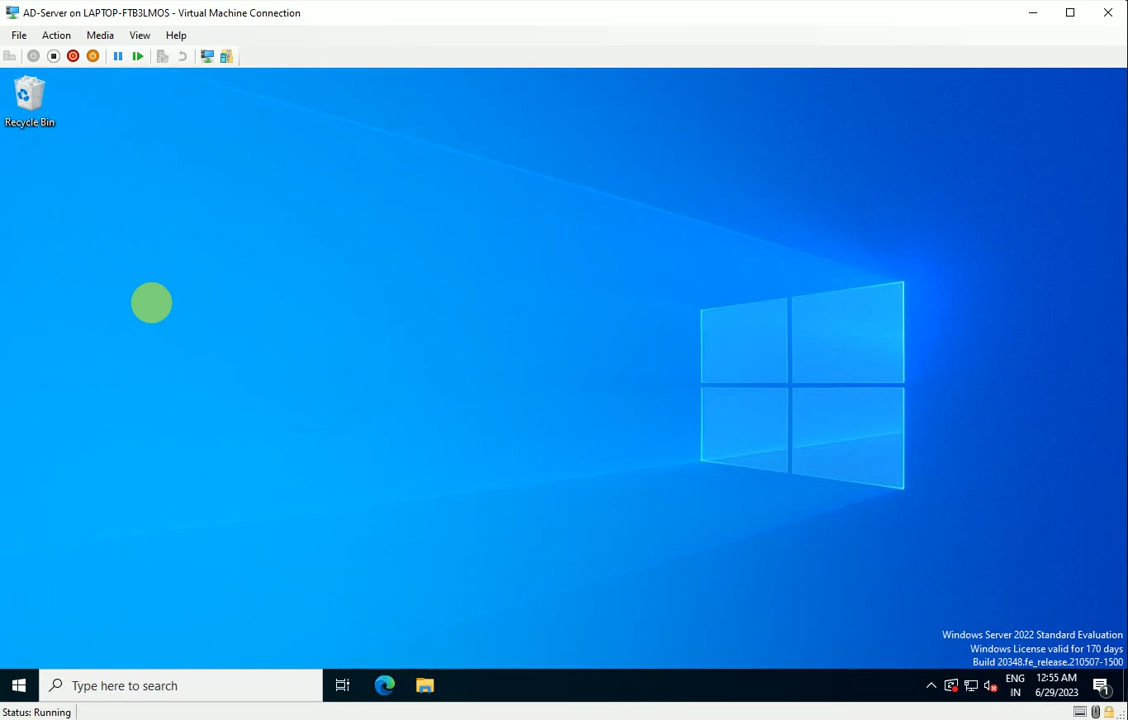 AD-Server on LAPTOP-FTB3LMOS - Virtual Machine Connection
File Action Media View Help
Recycle Bin
Windows Server 2022 Standard Evaluation
Windows License valid for 170 days
Build 20348.fe_release.210507-1500
Type here to search
ENG
IN
12:55 AM
6/29/2023
1
Status: Running